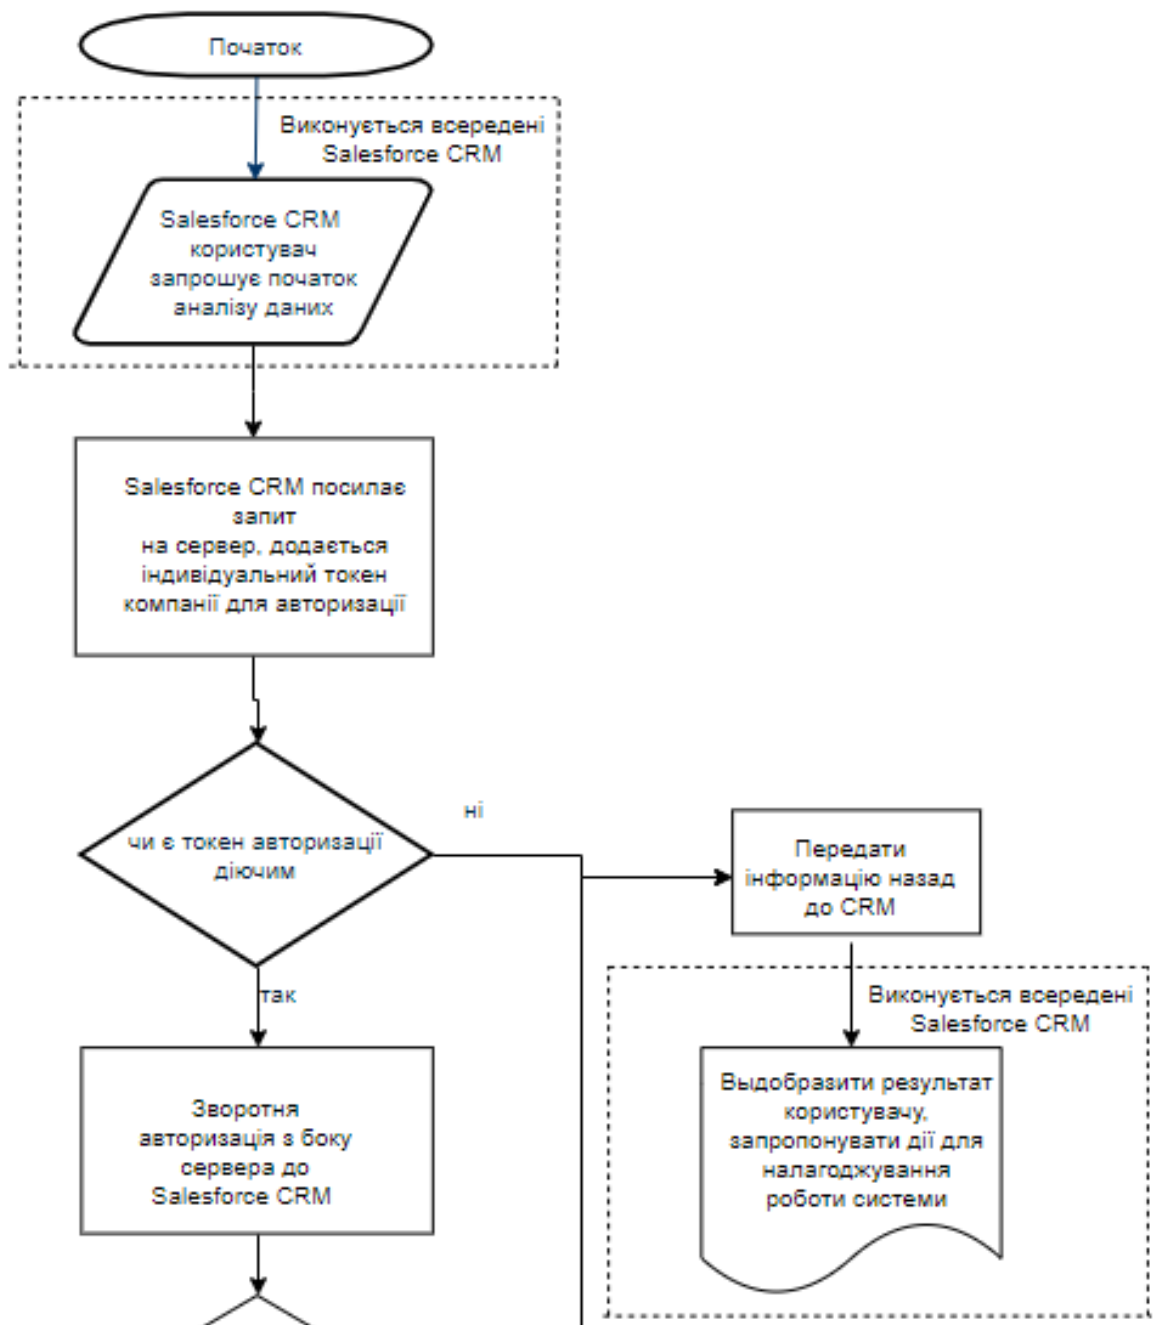 Початок
Виконується всередені
Salesforce CRM
Salesforce CRM
користувач
запрошує початок
аналізу даних
Salesforce CRM посилає
запит
на сервер, додається
індивідуальний токен
компанії для авторизації
чи є токен авторизації
діючим
ні
Передати
інформацію назад
до CRM
так
Виконується всередені
Salesforce CRM
Зворотня
авторизація з боку
сервера до
Salesforce CRM
Выдобразити результат
користувачу,
запропонувати дії для
налагоджування
роботи системи